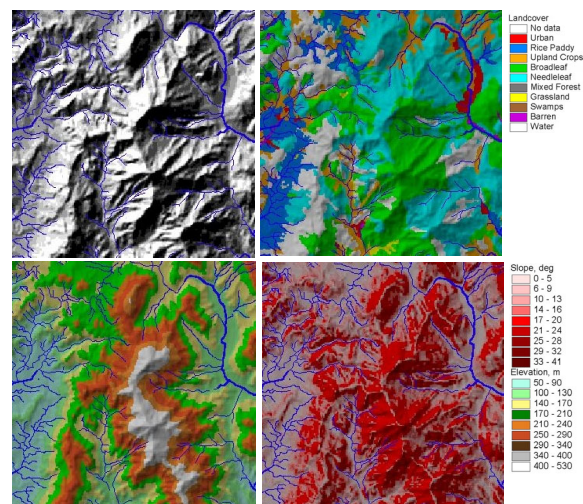 Landcover
No data
Urban
Rice Paddy
Upland Crops
Broadleaf
Needleleaf
Mixed Forest
Grassland
Swamps
Barren
Water
Slope, deg
0 - 5
6 - 9
10 - 13
14 - 16
17 - 20
21 - 24
25 - 28
29 - 32
33 - 41
Elevation, m
50 - 90
100 - 130
140 - 170
170 - 210
210 - 240
250 - 290
290 - 340
340 - 400
400 - 530